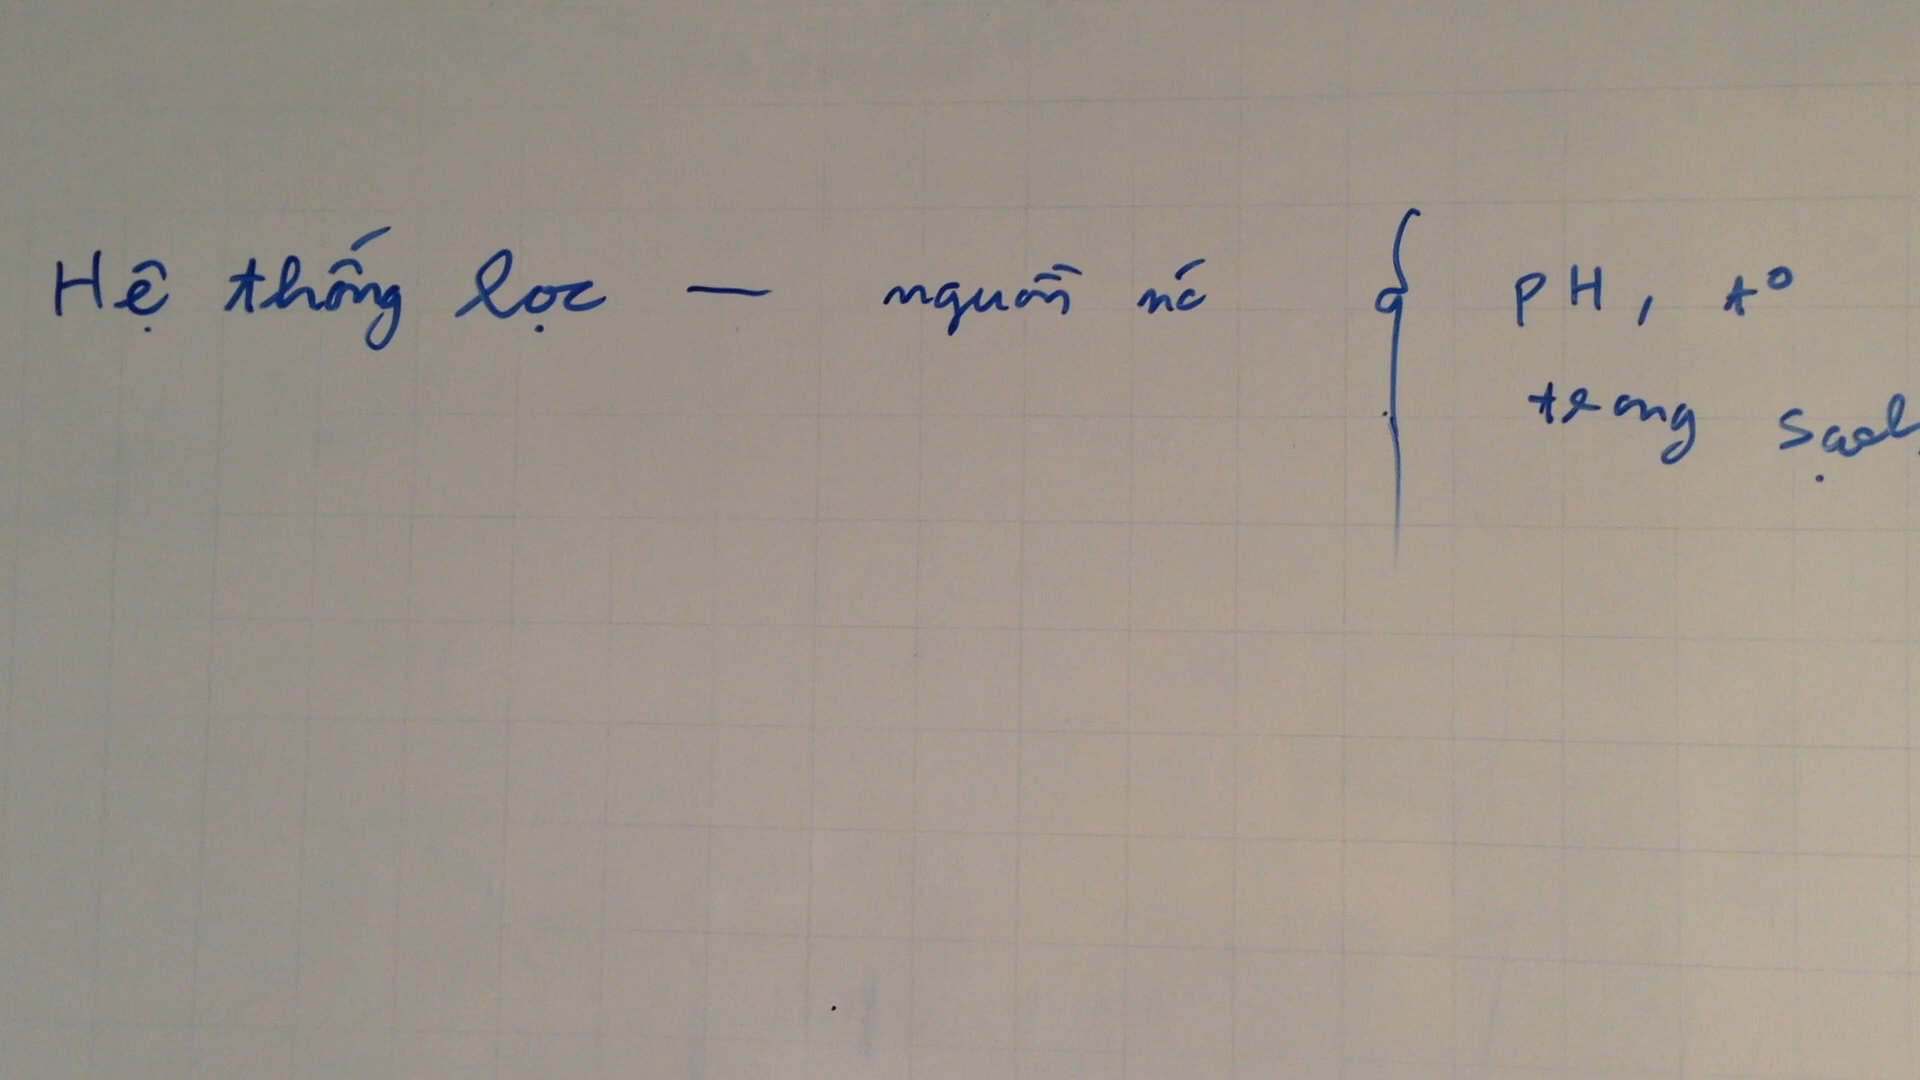 Hệ thống lọc — nguồn nc { pH, t°
trong sạch